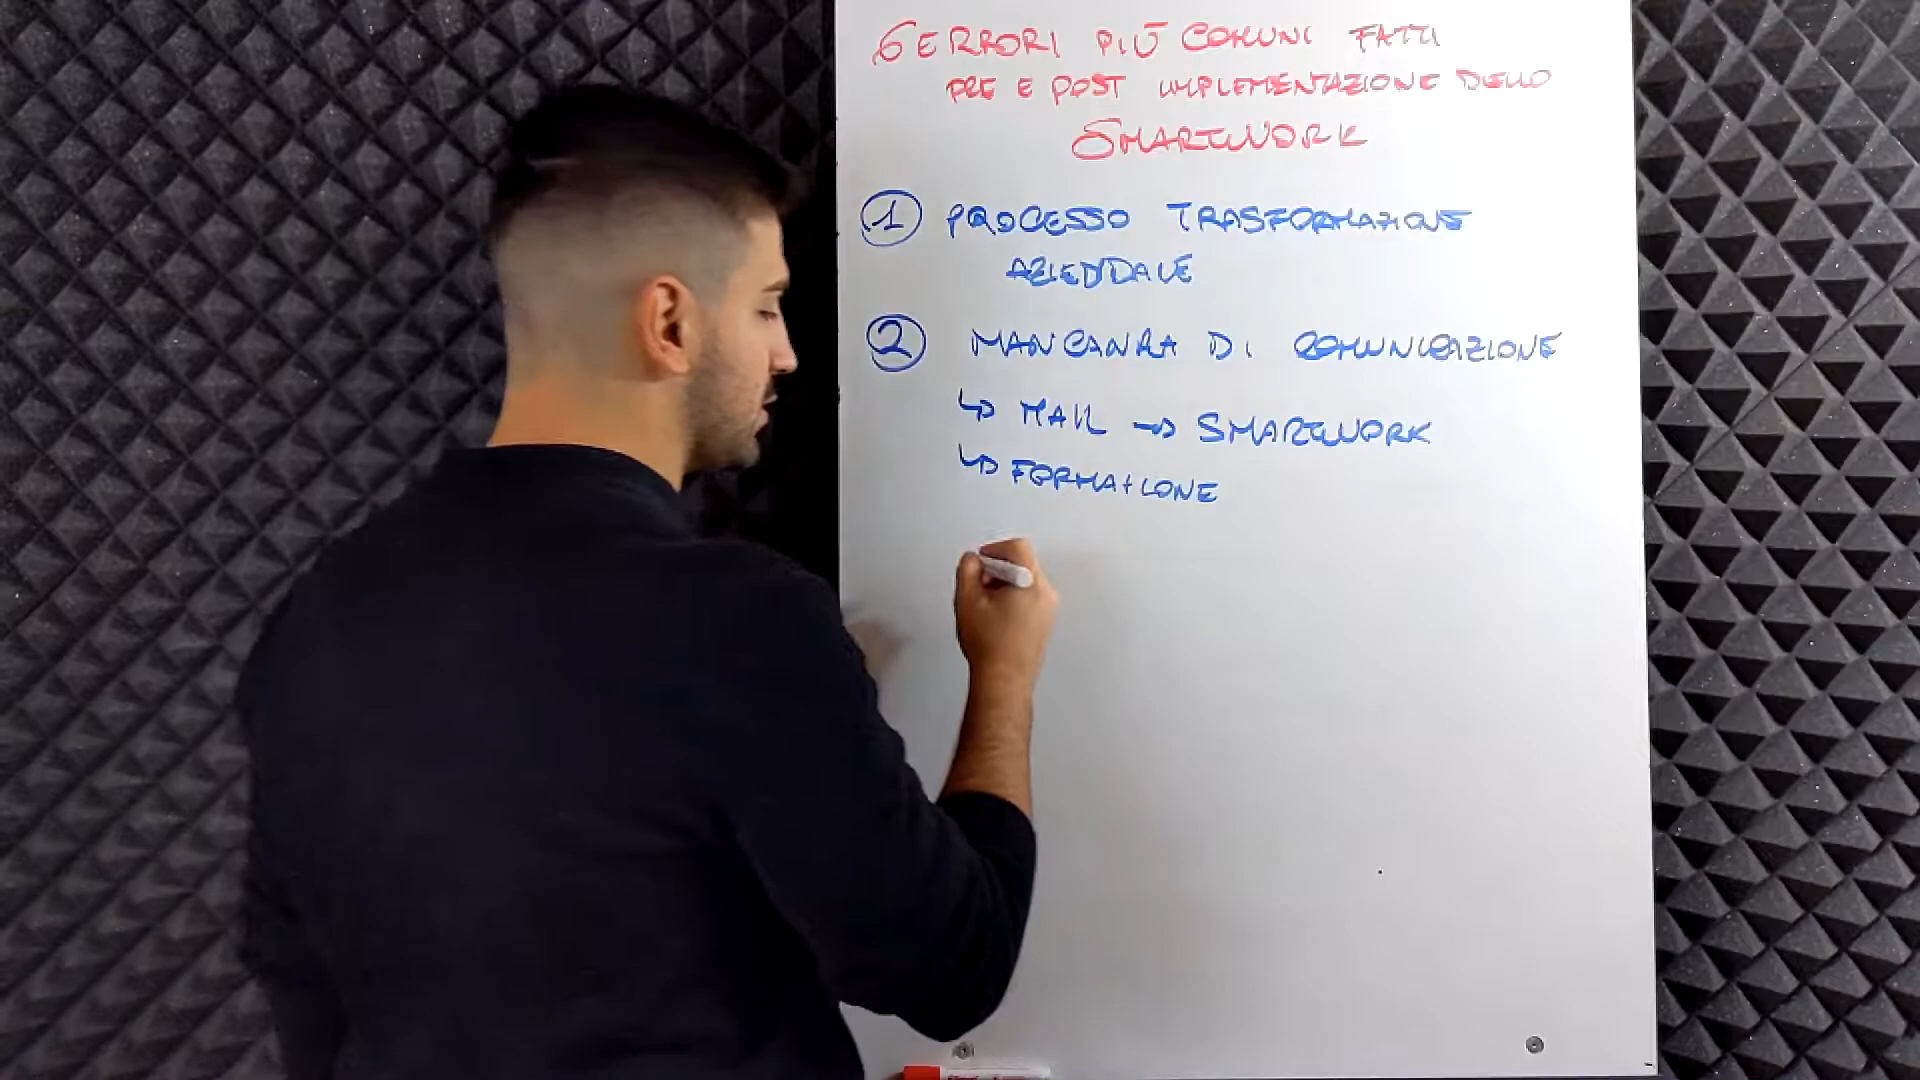 6 ERRORI PIÙ COMUNI FATTI
PRE E POST IMPLEMENTAZIONE DELLO
SMARTWORK
1 PROCESSO TRASFORMAZIONE
AZIENDALE
2 MANCANZA DI COMUNICAZIONE
↳ MAIL → SMARTWORK
↳ FORMAZIONE